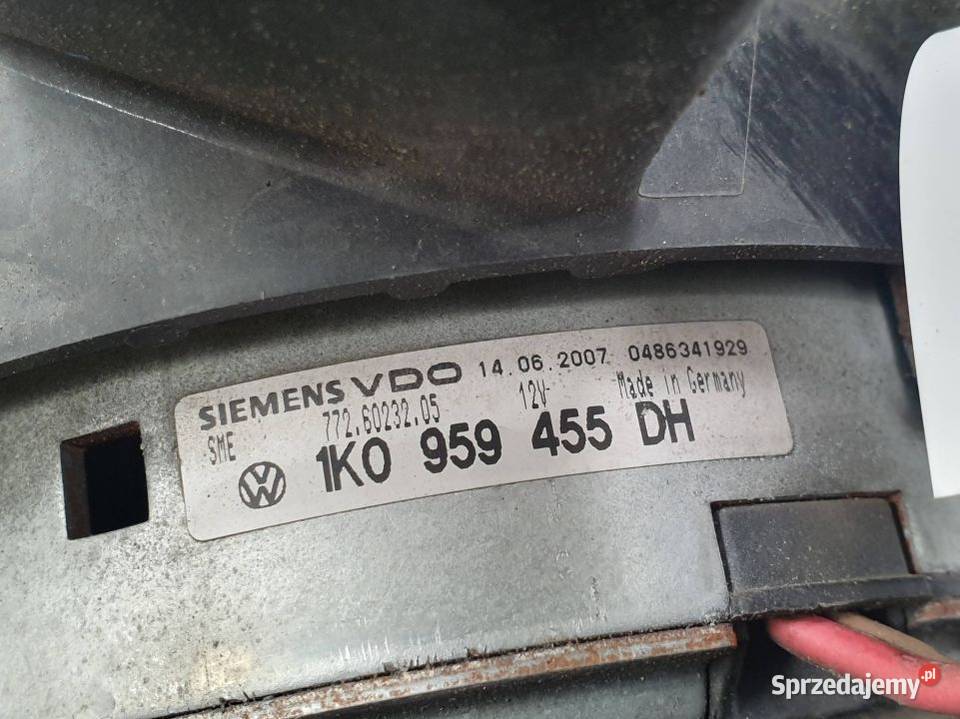 SIEMENS VDO 14.06.2007 0486341929
SME 772.60232.05 12V Made in Germany
VW 1K0 959 455 DH
Sprzedajemy.pl